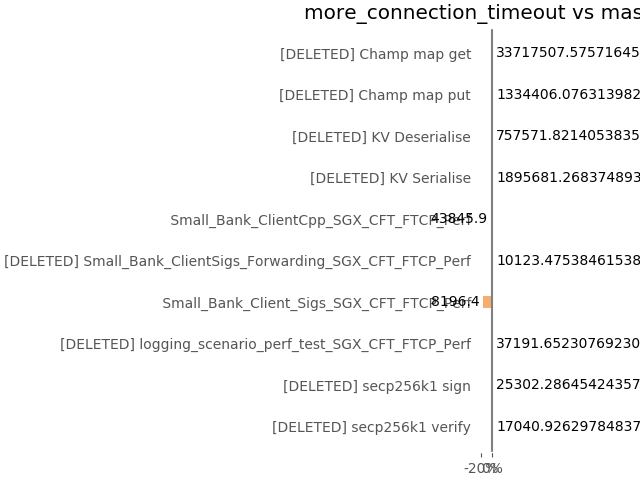 more_connection_timeout vs mas
[DELETED] Champ map get 33717507.57571645
[DELETED] Champ map put 1334406.076313982
[DELETED] KV Deserialise 757571.8214053835
[DELETED] KV Serialise 1895681.268374893
Small_Bank_ClientCpp_SGX_CFT_FTCP_Perf 43845.9
[DELETED] Small_Bank_ClientSigs_Forwarding_SGX_CFT_FTCP_Perf 10123.47538461538
Small_Bank_Client_Sigs_SGX_CFT_FTCP_Perf 8196.4
[DELETED] logging_scenario_perf_test_SGX_CFT_FTCP_Perf 37191.65230769230
[DELETED] secp256k1 sign 25302.28645424357
[DELETED] secp256k1 verify 17040.92629784837
-20% 0%